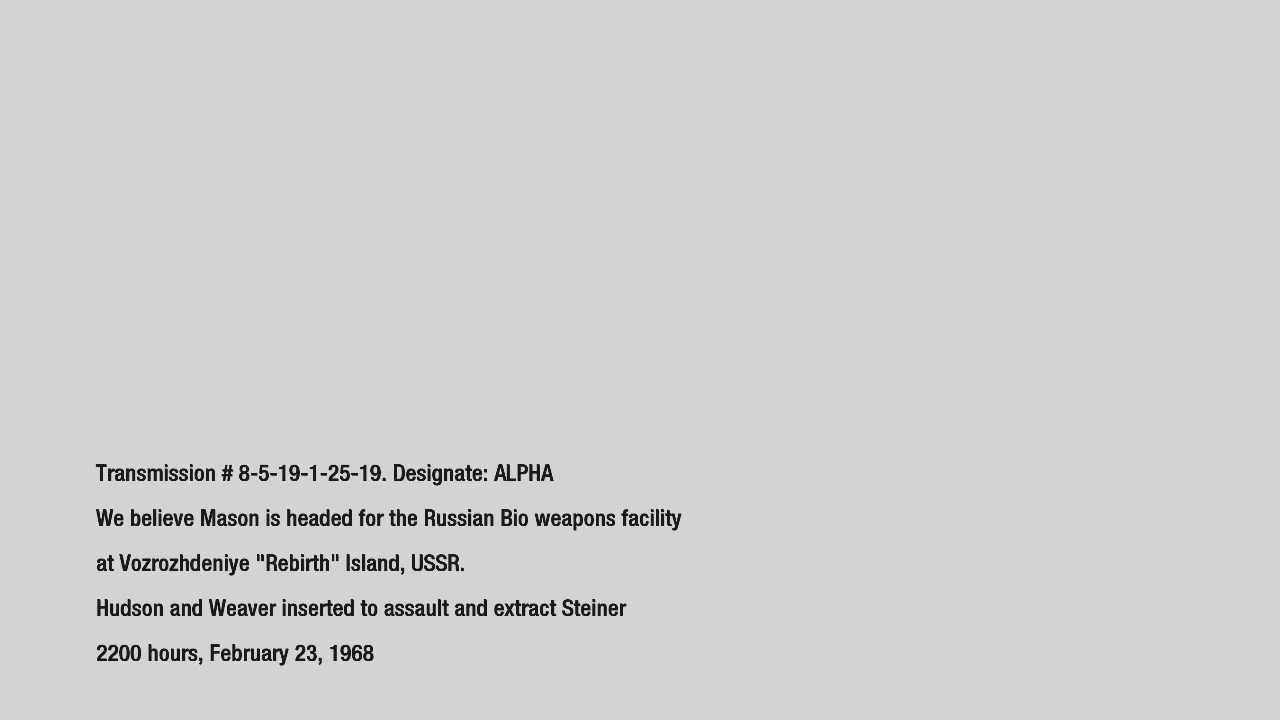 Transmission # 8-5-19-1-25-19. Designate: ALPHA
We believe Mason is headed for the Russian Bio weapons facility
at Vozrozhdeniye "Rebirth" Island, USSR.
Hudson and Weaver inserted to assault and extract Steiner
2200 hours, February 23, 1968